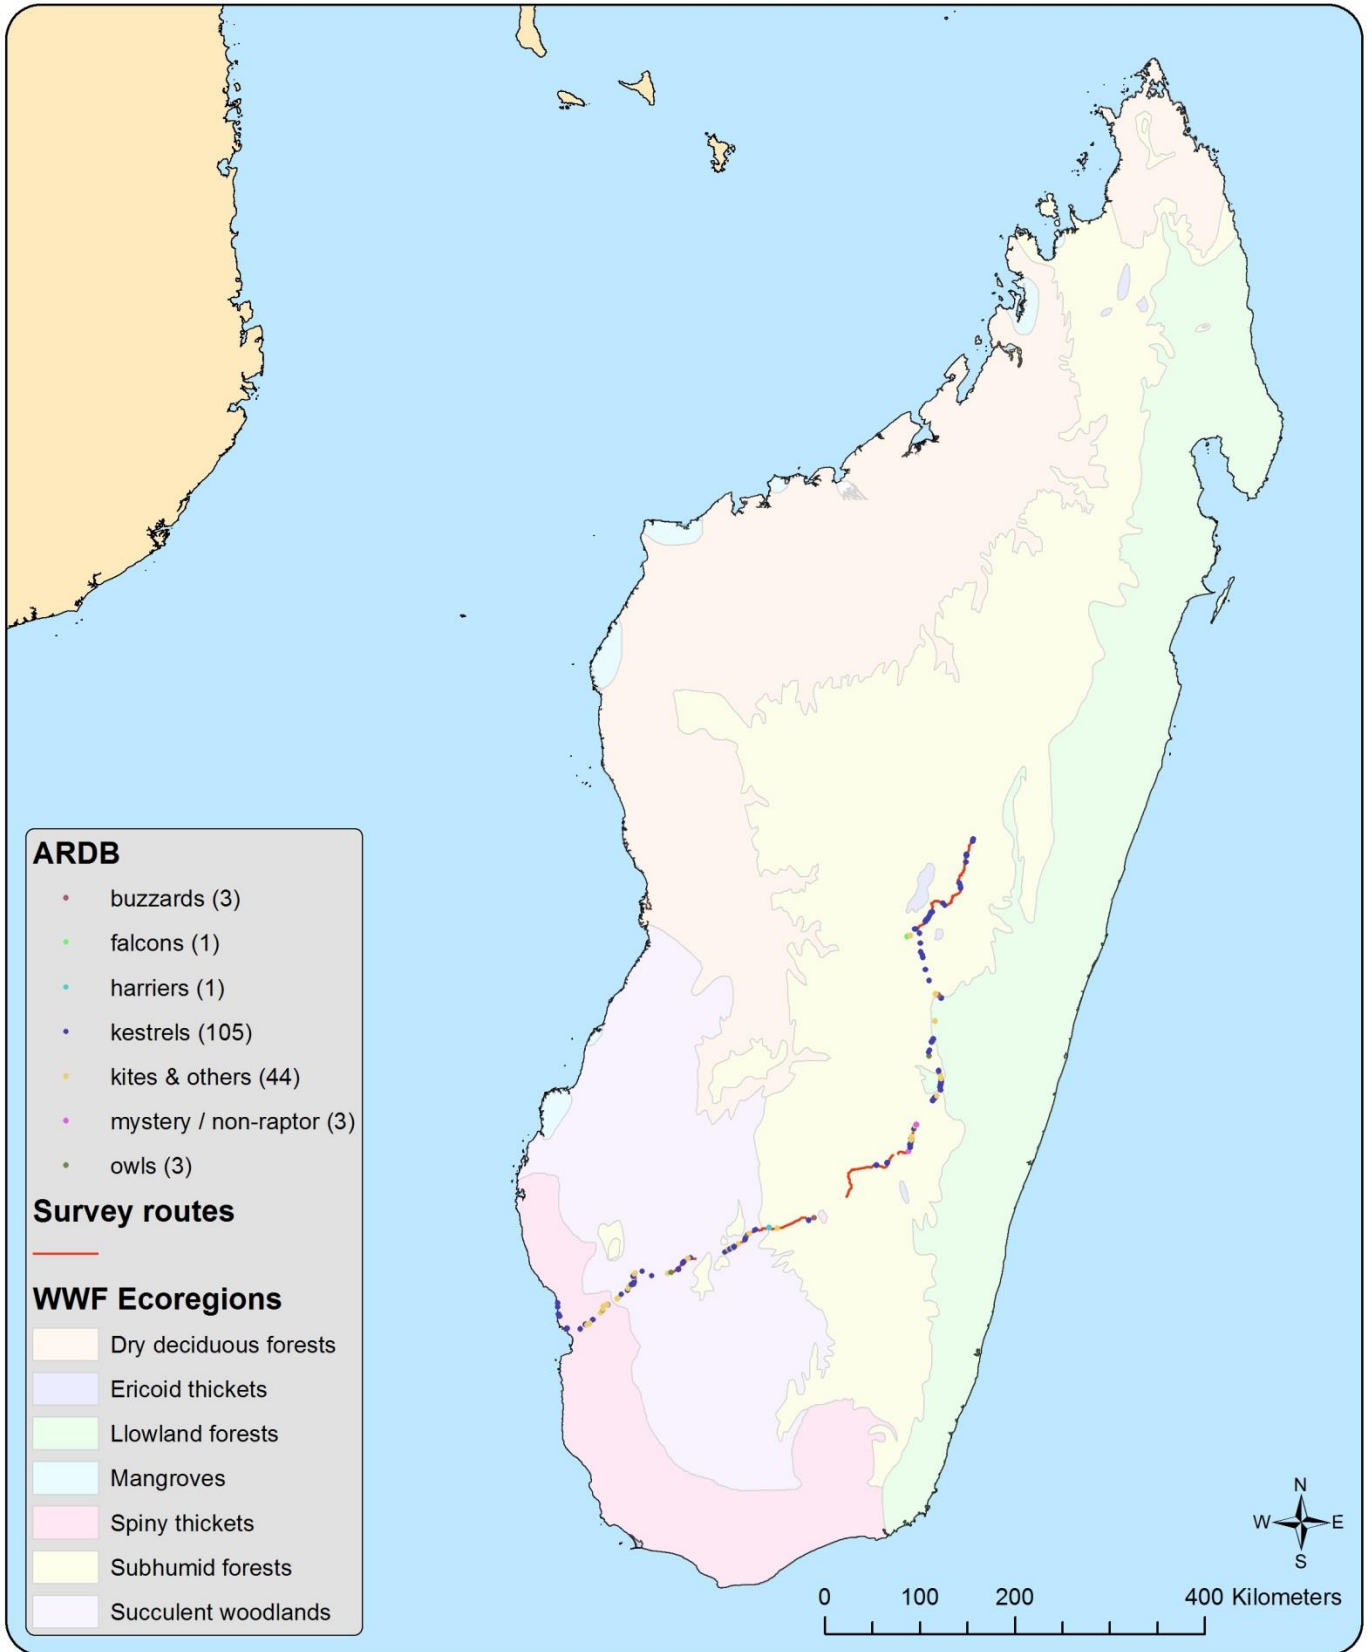 ARDB
buzzards (3)
falcons (1)
harriers (1)
kestrels (105)
kites & others (44)
mystery / non-raptor (3)
owls (3)
Survey routes
WWF Ecoregions
Dry deciduous forests
Ericoid thickets
Llowland forests
Mangroves
Spiny thickets
Subhumid forests
Succulent woodlands
N
W E
S
0 100 200 400 Kilometers